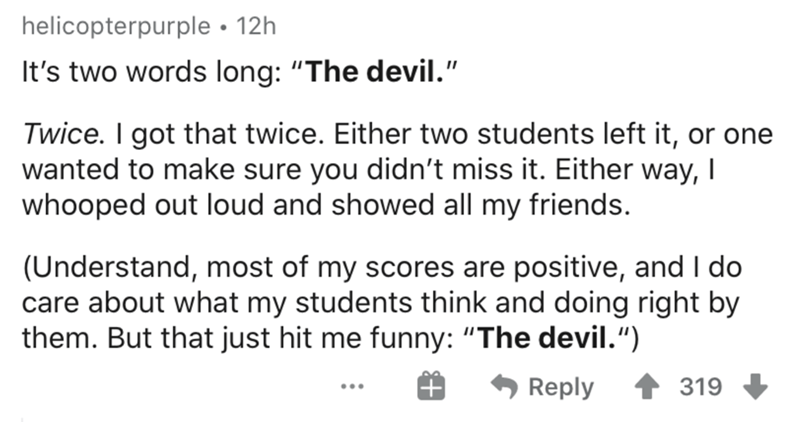 helicopterpurple • 12h
It’s two words long: “The devil.”
Twice. I got that twice. Either two students left it, or one
wanted to make sure you didn’t miss it. Either way, I
whooped out loud and showed all my friends.
(Understand, most of my scores are positive, and I do
care about what my students think and doing right by
them. But that just hit me funny: “The devil.“)
... Reply 319